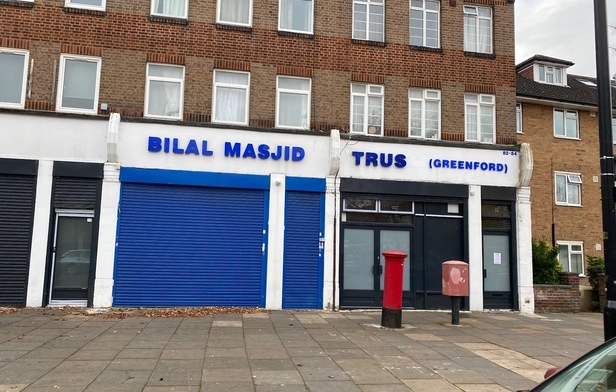 BILAL MASJID TRUS (GREENFORD)
82-84